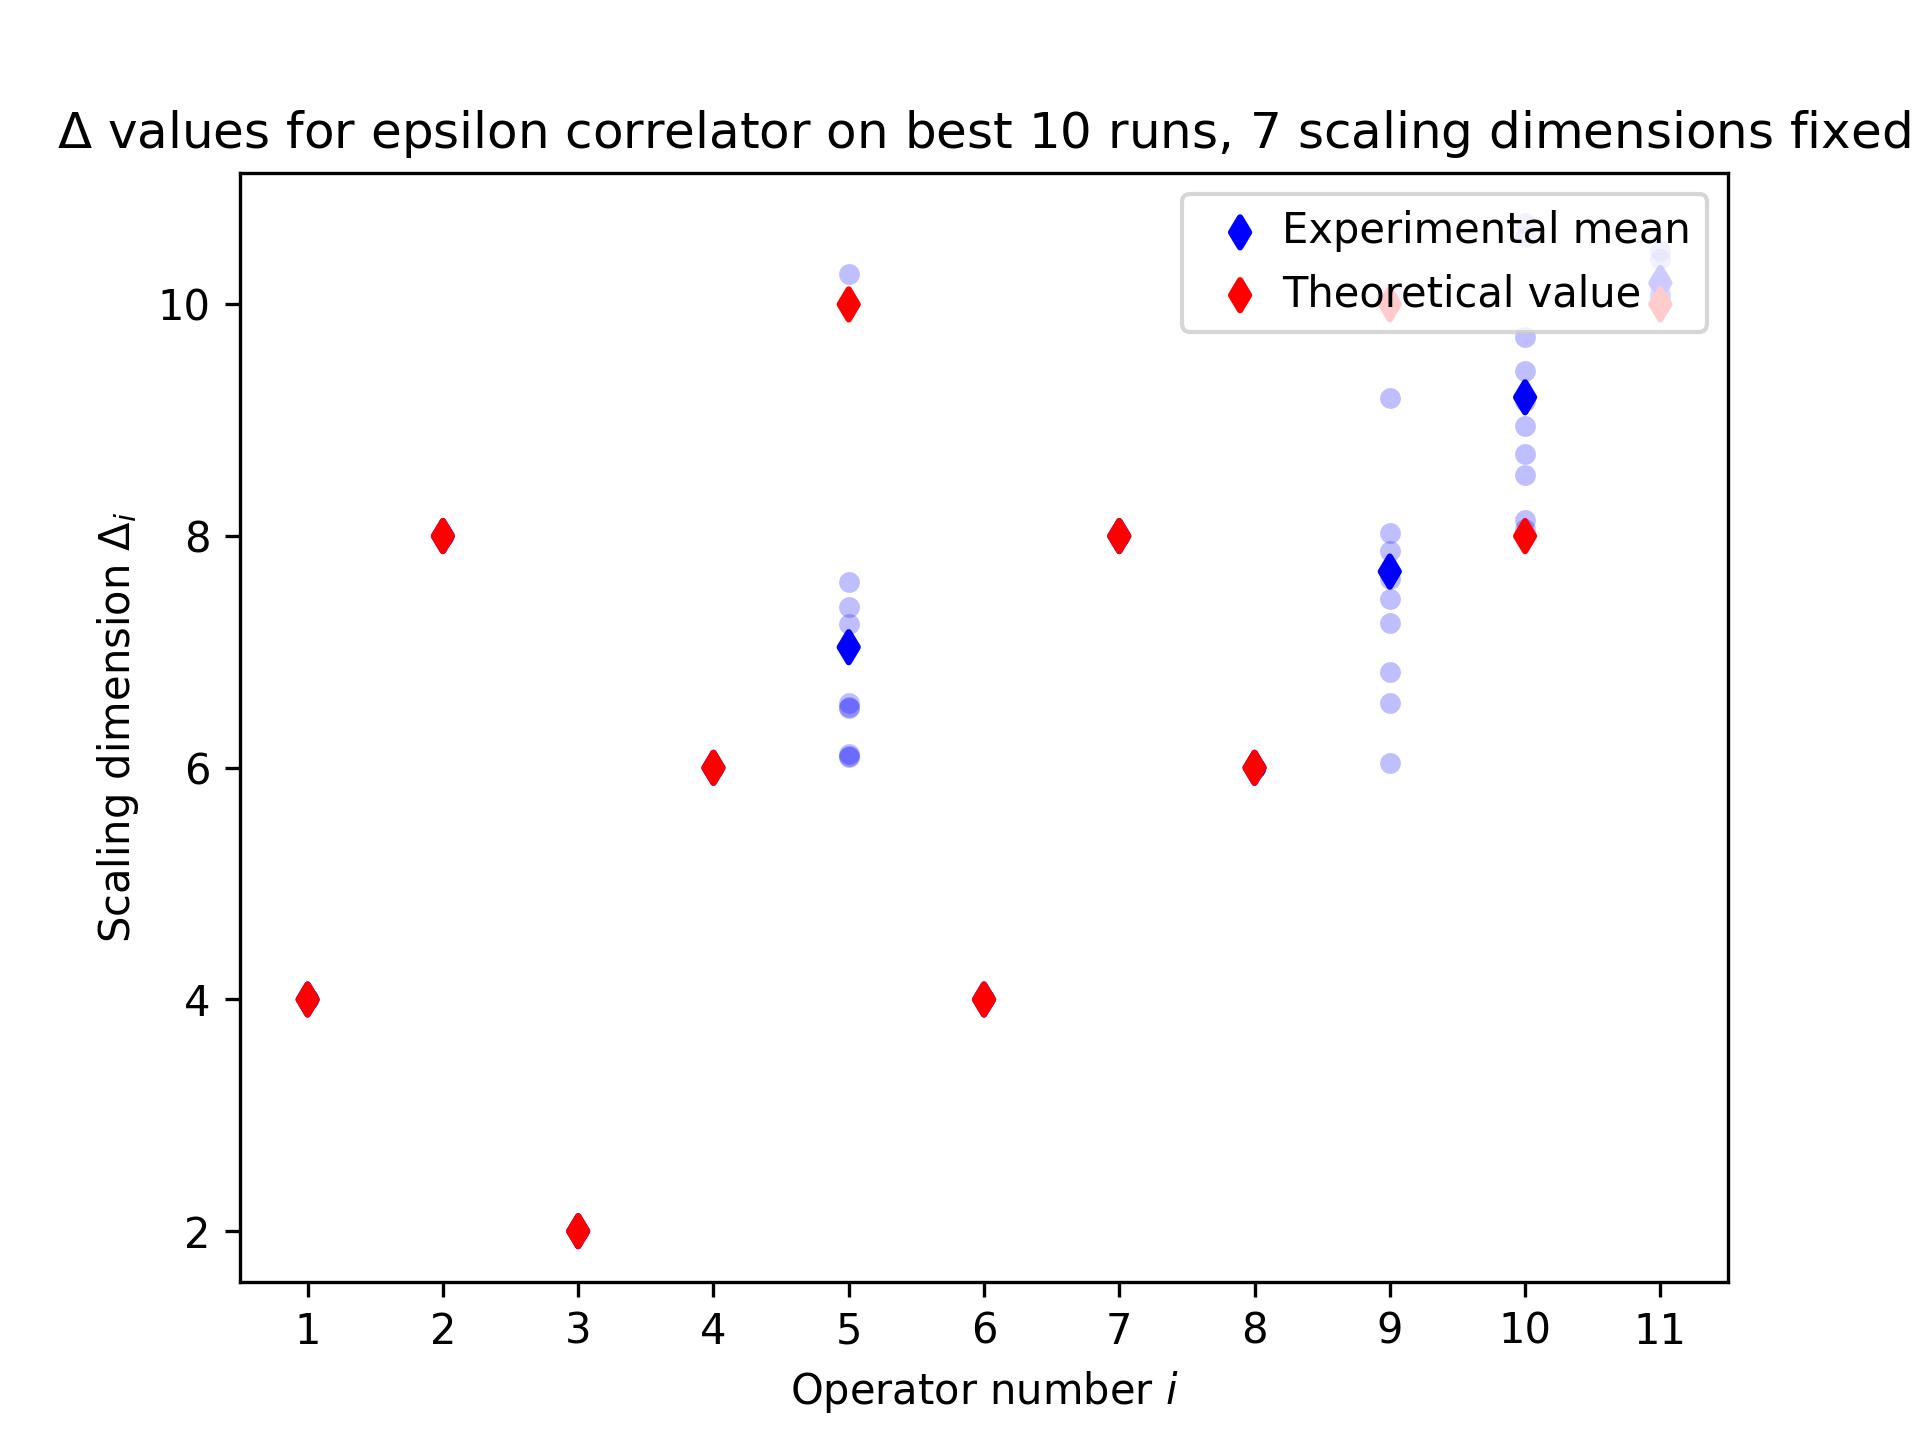 Δ values for epsilon correlator on best 10 runs, 7 scaling dimensions fixed
Experimental mean
Theoretical value
Scaling dimension Δᵢ
10
8
6
4
2
1 2 3 4 5 6 7 8 9 10 11
Operator number i